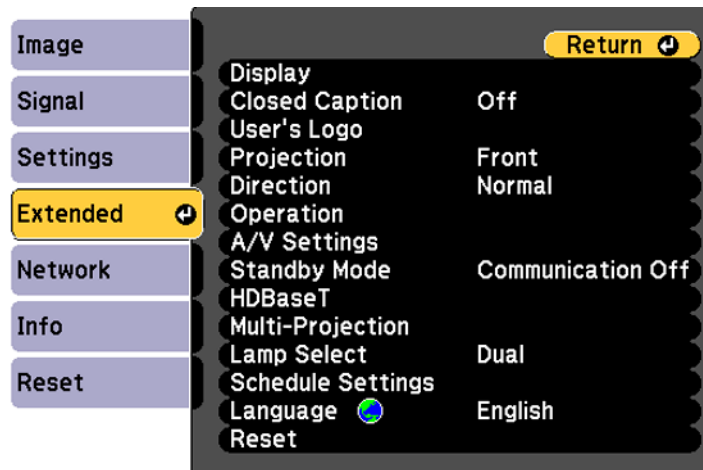 Image
Signal
Settings
Extended
Network
Info
Reset
Return
Display
Closed Caption Off
User's Logo
Projection Front
Direction Normal
Operation
A/V Settings
Standby Mode Communication Off
HDBaseT
Multi-Projection
Lamp Select Dual
Schedule Settings
Language English
Reset